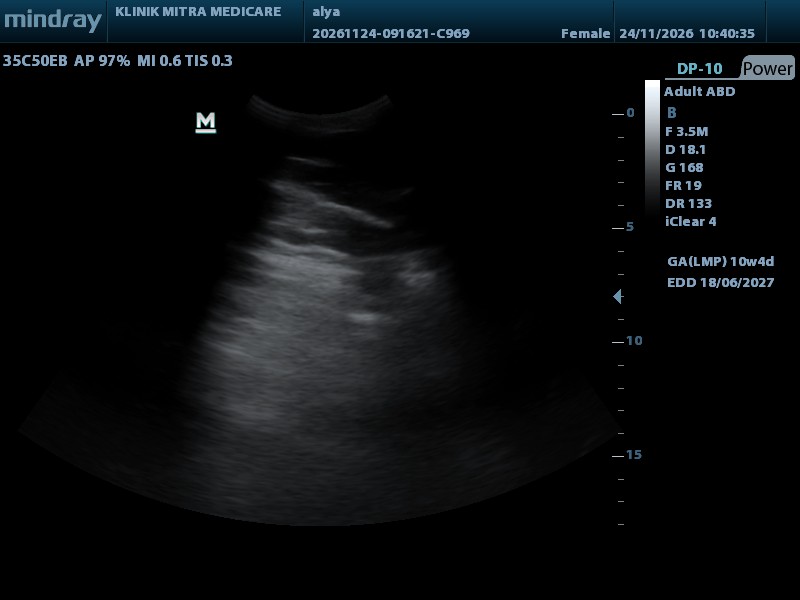 mindray
KLINIK MITRA MEDICARE
alya
20261124-091621-C969
Female
24/11/2026 10:40:35
35C50EB AP 97% MI 0.6 TIS 0.3
DP-10
Power
M
Adult ABD
B
F 3.5M
D 18.1
G 168
FR 19
DR 133
iClear 4
GA(LMP) 10w4d
EDD 18/06/2027
0
5
10
15